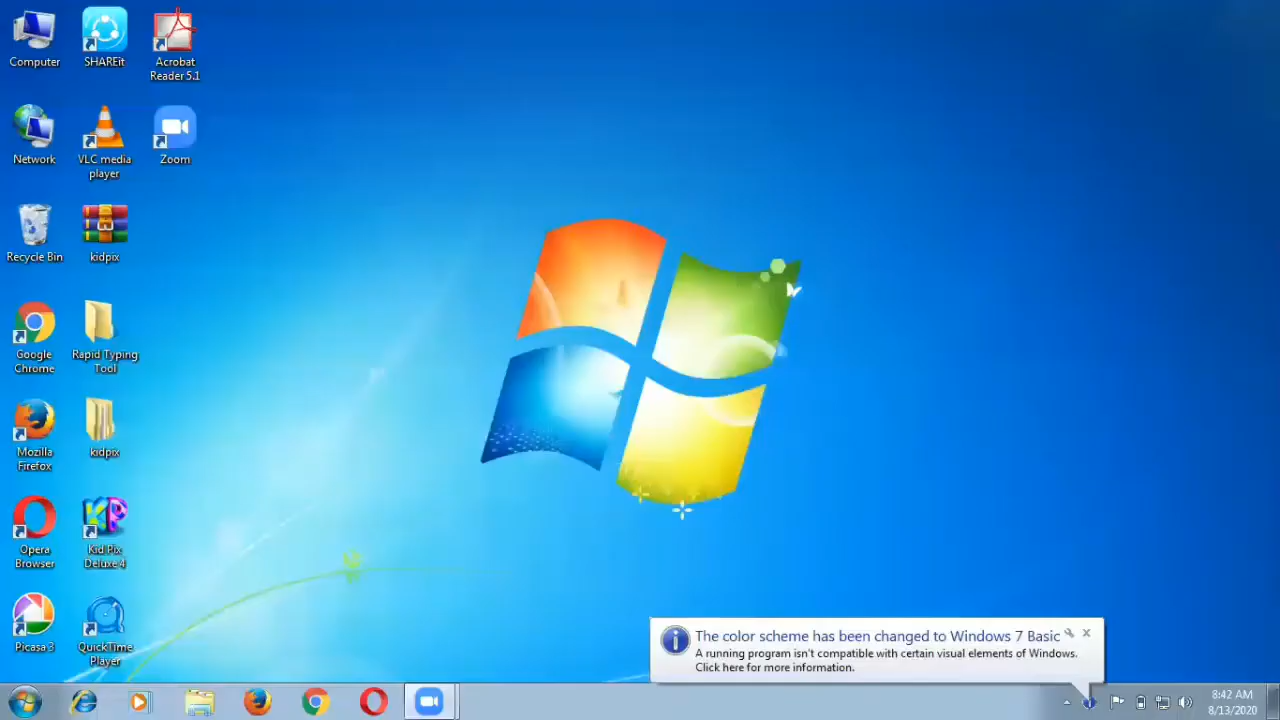 Computer
SHAREit
Acrobat
Reader 5.1
Network
VLC media
player
Zoom
Recycle Bin
kidpix
Google
Chrome
Rapid Typing
Tool
Mozilla
Firefox
kidpix
Opera
Browser
Kid Pix
Deluxe 4
Picasa 3
QuickTime
Player
The color scheme has been changed to Windows 7 Basic
A running program isn't compatible with certain visual elements of Windows.
Click here for more information.
8:42 AM
8/13/2020